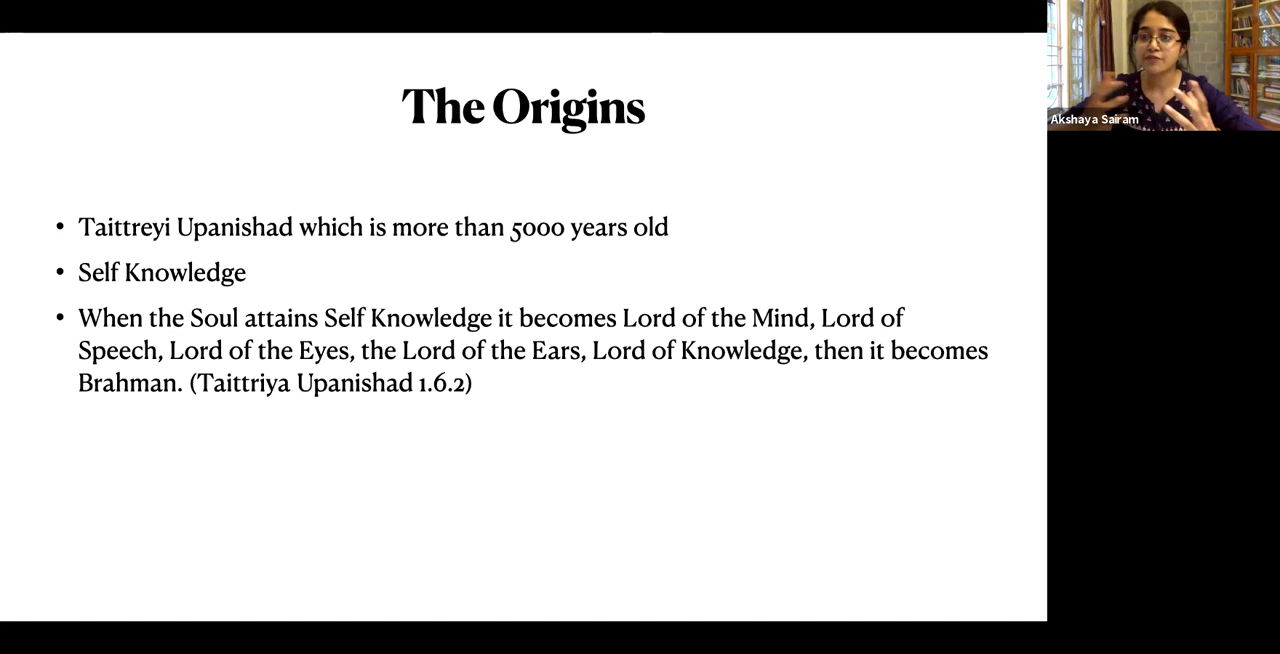 The Origins
• Taittreyi Upanishad which is more than 5000 years old
• Self Knowledge
• When the Soul attains Self Knowledge it becomes Lord of the Mind, Lord of
Speech, Lord of the Eyes, the Lord of the Ears, Lord of Knowledge, then it becomes
Brahman. (Taittriya Upanishad 1.6.2)
Akshaya Sairam